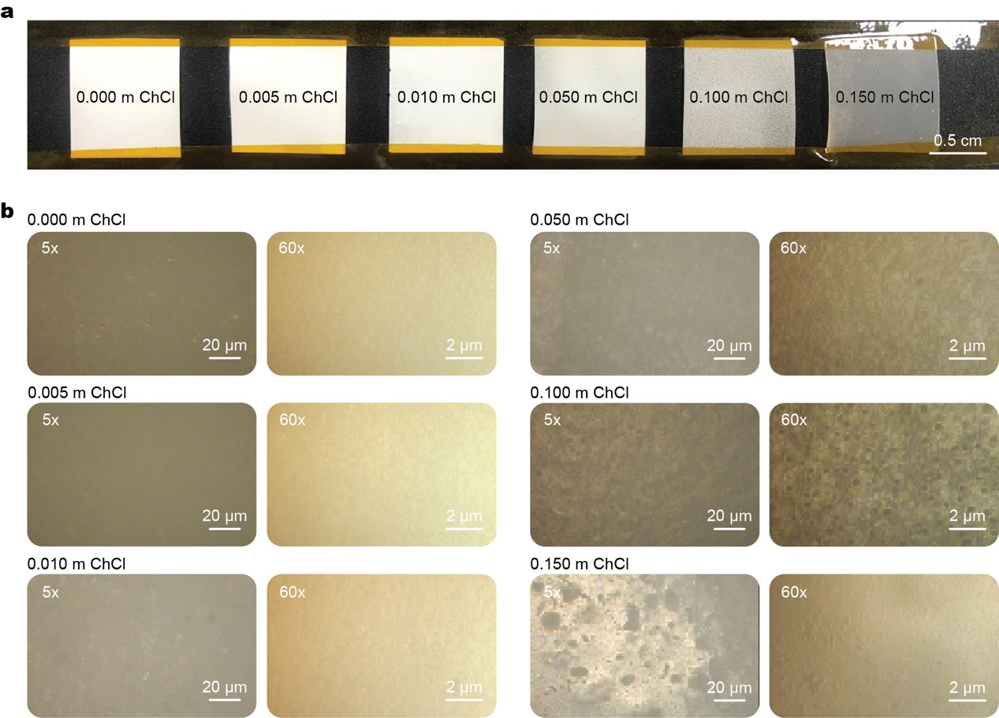 a
0.000 m ChCl
0.005 m ChCl
0.010 m ChCl
0.050 m ChCl
0.100 m ChCl
0.150 m ChCl
0.5 cm
b
0.000 m ChCl
5x
20 µm
60x
2 µm
0.050 m ChCl
5x
20 µm
60x
2 µm
0.005 m ChCl
5x
20 µm
60x
2 µm
0.100 m ChCl
5x
20 µm
60x
2 µm
0.010 m ChCl
5x
20 µm
60x
2 µm
0.150 m ChCl
5x
20 µm
60x
2 µm